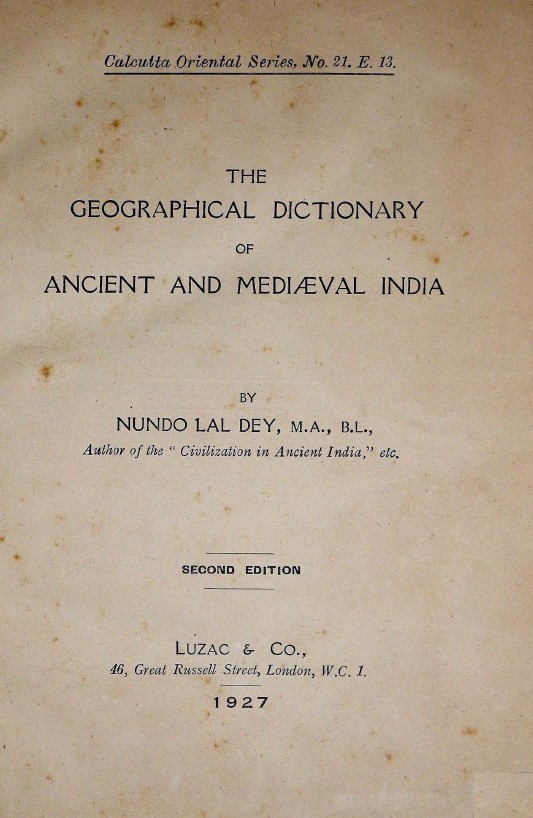 Calcutta Oriental Series, No. 21. E. 13.
THE
GEOGRAPHICAL DICTIONARY
OF
ANCIENT AND MEDIÆVAL INDIA
BY
NUNDO LAL DEY, M.A., B.L.,
Author of the “ Civilization in Ancient India,” etc.
SECOND EDITION
LUZAC & CO.,
46, Great Russell Street, London, W.C. 1.
1927